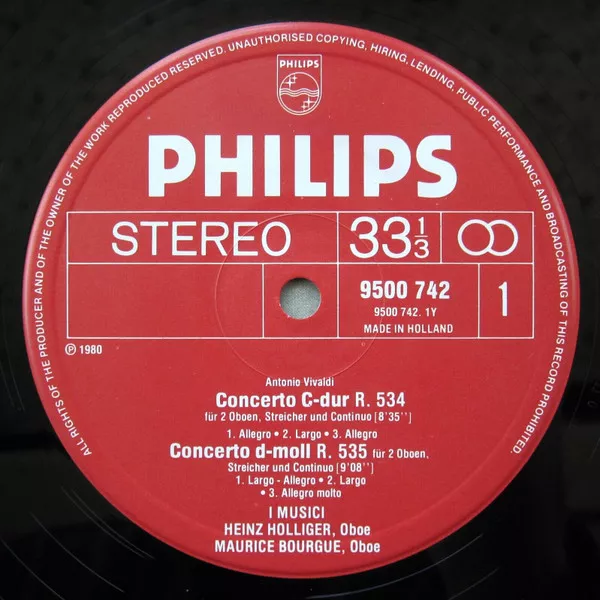 ALL RIGHTS OF THE PRODUCER AND OF THE OWNER OF THE WORK REPRODUCED RESERVED. UNAUTHORISED COPYING, HIRING, LENDING, PUBLIC PERFORMANCE AND BROADCASTING OF THIS RECORD PROHIBITED.
PHILIPS
PHILIPS
STEREO 33 1/3
9500 742 1
9500 742. 1Y
MADE IN HOLLAND
℗ 1980
Antonio Vivaldi
Concerto C-dur R. 534
für 2 Oboen, Streicher und Continuo [8'35'']
1. Allegro • 2. Largo • 3. Allegro
Concerto d-moll R. 535 für 2 Oboen,
Streicher und Continuo [9'08'']
1. Largo - Allegro • 2. Largo
• 3. Allegro molto
I MUSICI
HEINZ HOLLIGER, Oboe
MAURICE BOURGUE, Oboe